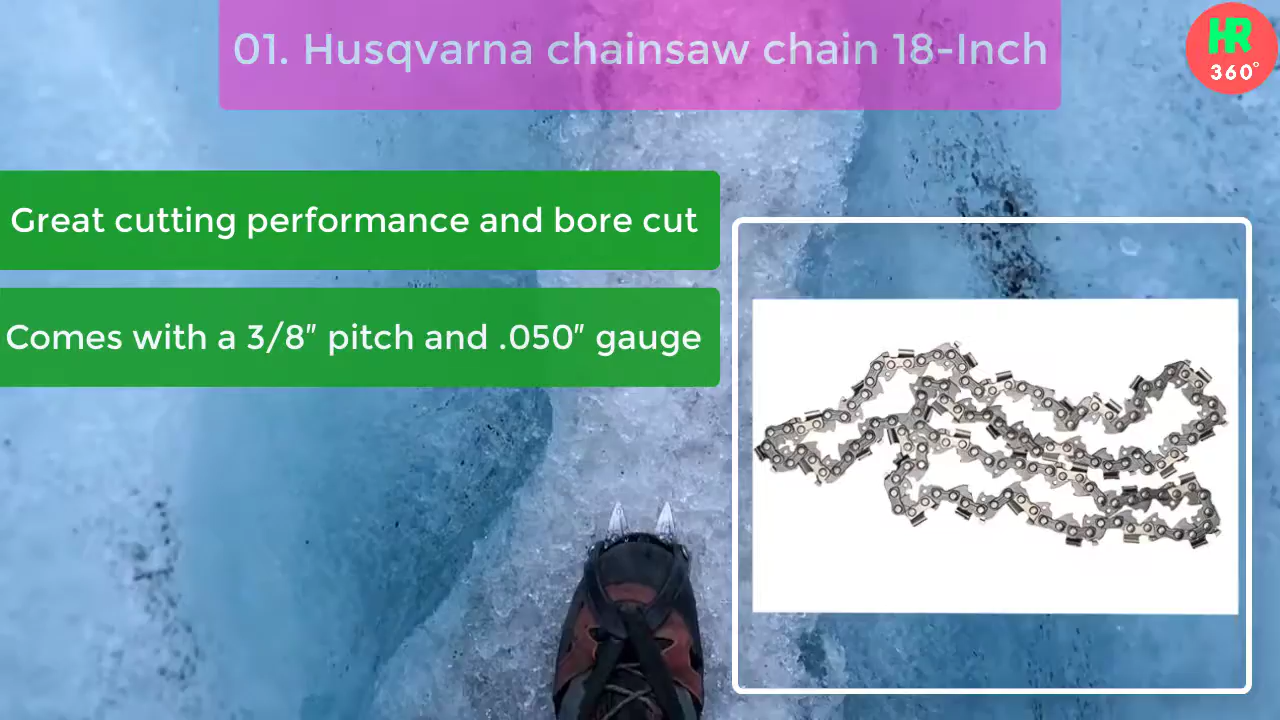 01. Husqvarna chainsaw chain 18-Inch
HR
360°
Great cutting performance and bore cut
Comes with a 3/8" pitch and .050" gauge